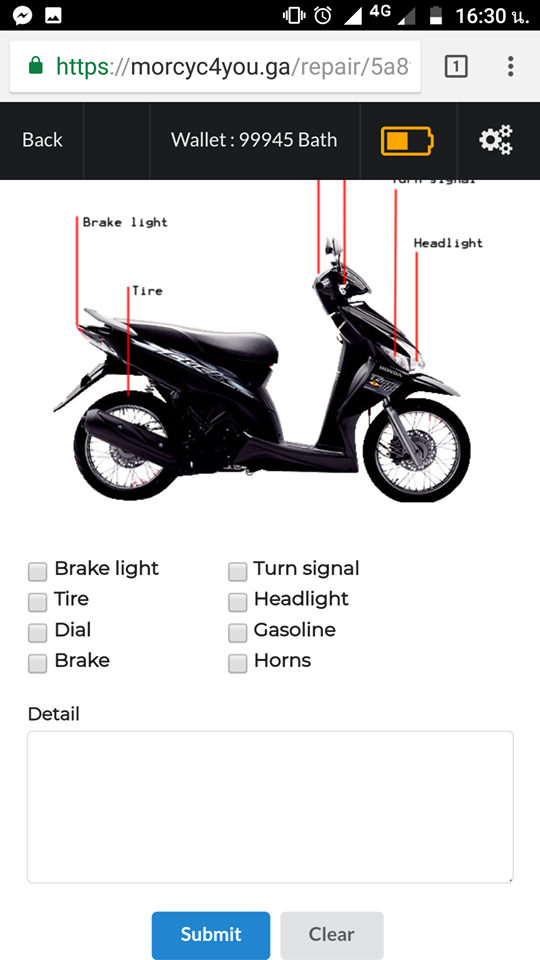 4G 16:30 น.
https://morcyc4you.ga/repair/5a8
1
Back
Wallet : 99945 Bath
Turn signal
Brake light
Headlight
Tire
HONDA
Brake light
Turn signal
Tire
Headlight
Dial
Gasoline
Brake
Horns
Detail
Submit
Clear